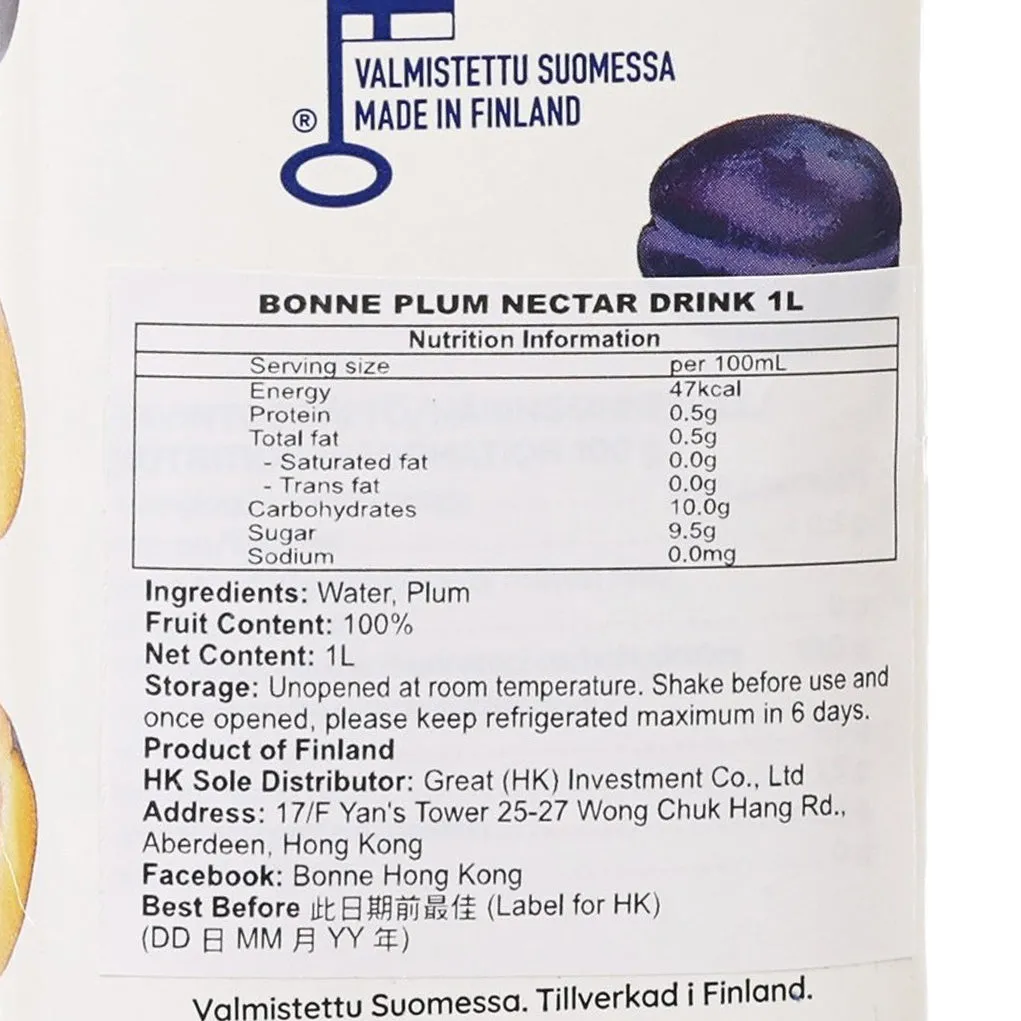 VALMISTETTU SUOMESSA
MADE IN FINLAND
®
BONNE PLUM NECTAR DRINK 1L
Nutrition Information
Serving size per 100mL
Energy 47kcal
Protein 0.5g
Total fat 0.5g
- Saturated fat 0.0g
- Trans fat 0.0g
Carbohydrates 10.0g
Sugar 9.5g
Sodium 0.0mg
Ingredients: Water, Plum
Fruit Content: 100%
Net Content: 1L
Storage: Unopened at room temperature. Shake before use and
once opened, please keep refrigerated maximum in 6 days.
Product of Finland
HK Sole Distributor: Great (HK) Investment Co., Ltd
Address: 17/F Yan's Tower 25-27 Wong Chuk Hang Rd.,
Aberdeen, Hong Kong
Facebook: Bonne Hong Kong
Best Before 此日期前最佳 (Label for HK)
(DD 日 MM 月 YY 年)
Valmistettu Suomessa. Tillverkad i Finland.